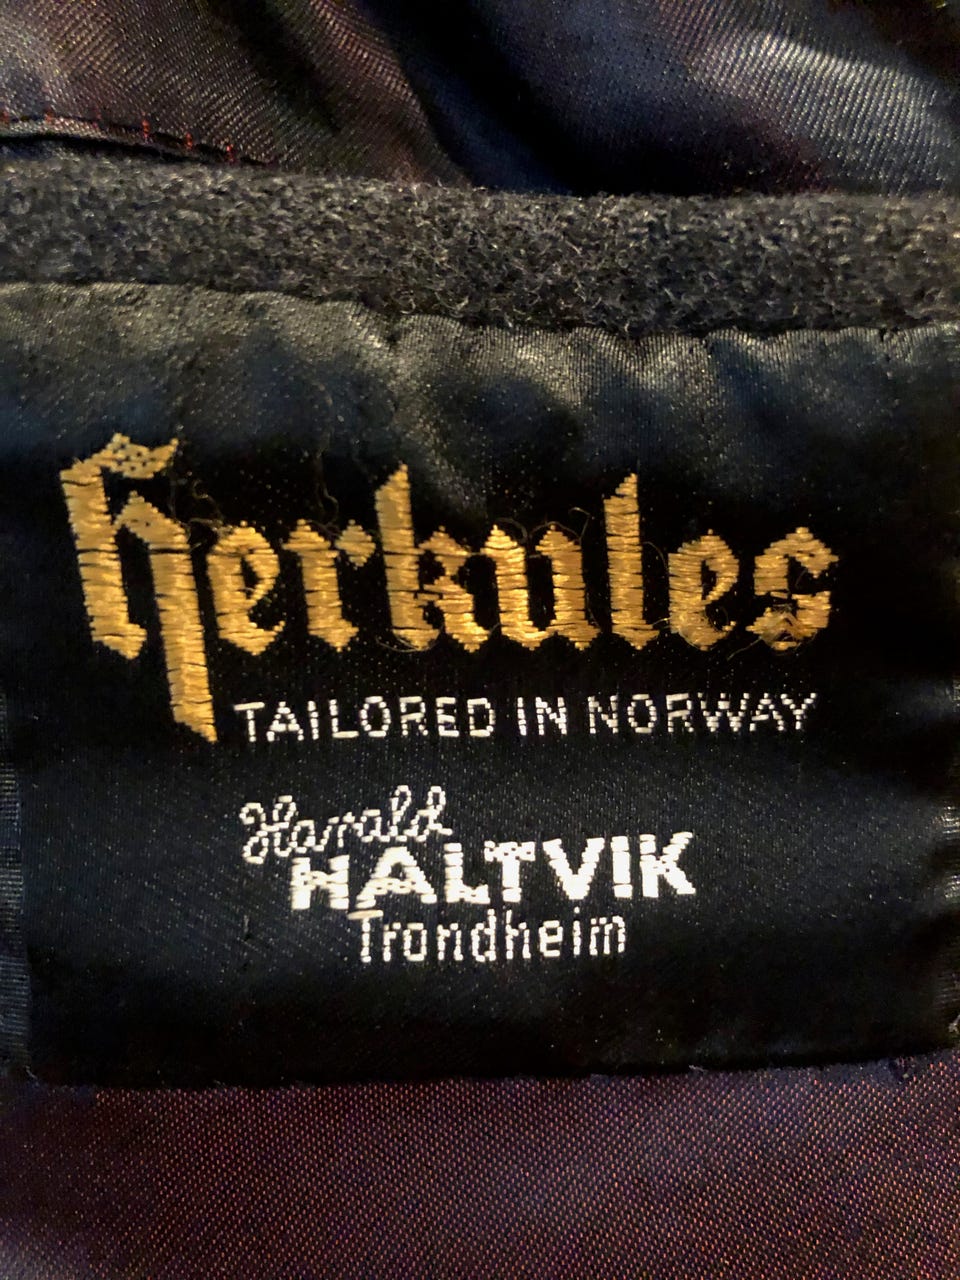 Herkules
TAILORED IN NORWAY
Harald
HALTVIK
Trondheim